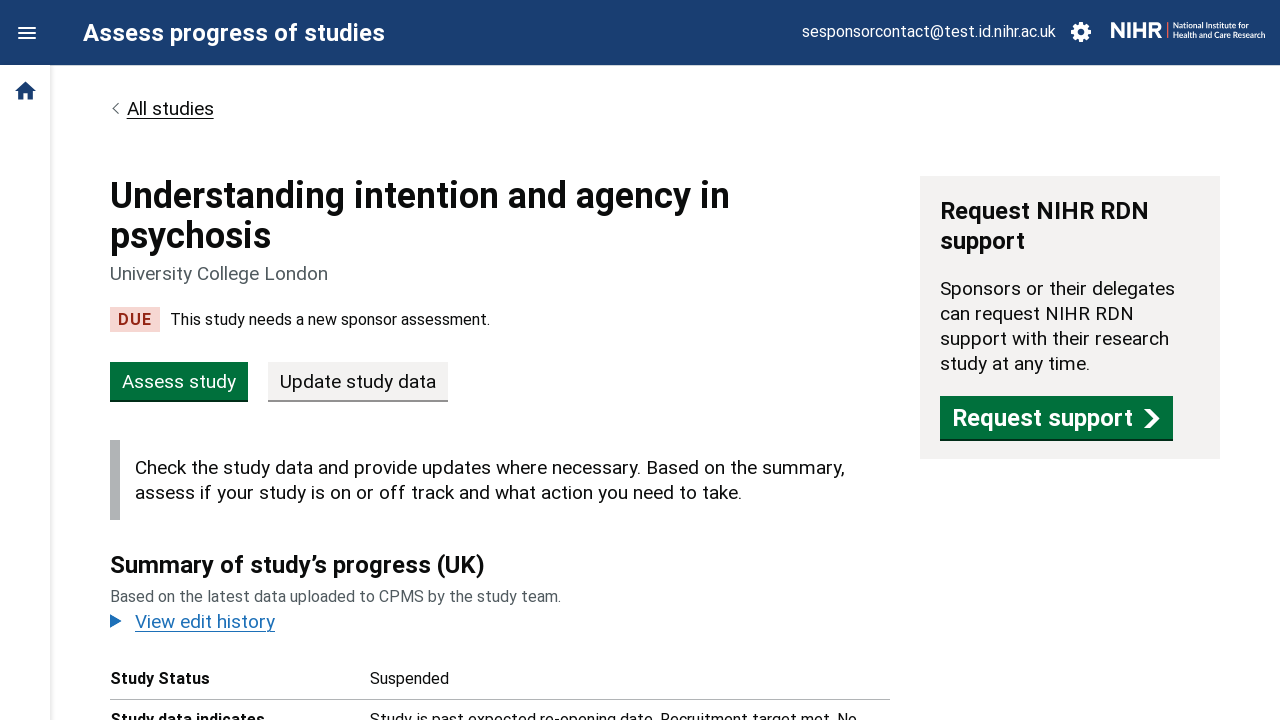 Assess progress of studies
sesponsorcontact@test.id.nihr.ac.uk
NIHR
National Institute for
Health and Care Research
All studies
Understanding intention and agency in
psychosis
University College London
DUE
This study needs a new sponsor assessment.
Assess study
Update study data
Check the study data and provide updates where necessary. Based on the summary,
assess if your study is on or off track and what action you need to take.
Summary of study’s progress (UK)
Based on the latest data uploaded to CPMS by the study team.
View edit history
Study Status
Suspended
Study data indicates
Study is past expected re-opening date, Recruitment target met, No
Request NIHR RDN
support
Sponsors or their delegates
can request NIHR RDN
support with their research
study at any time.
Request support